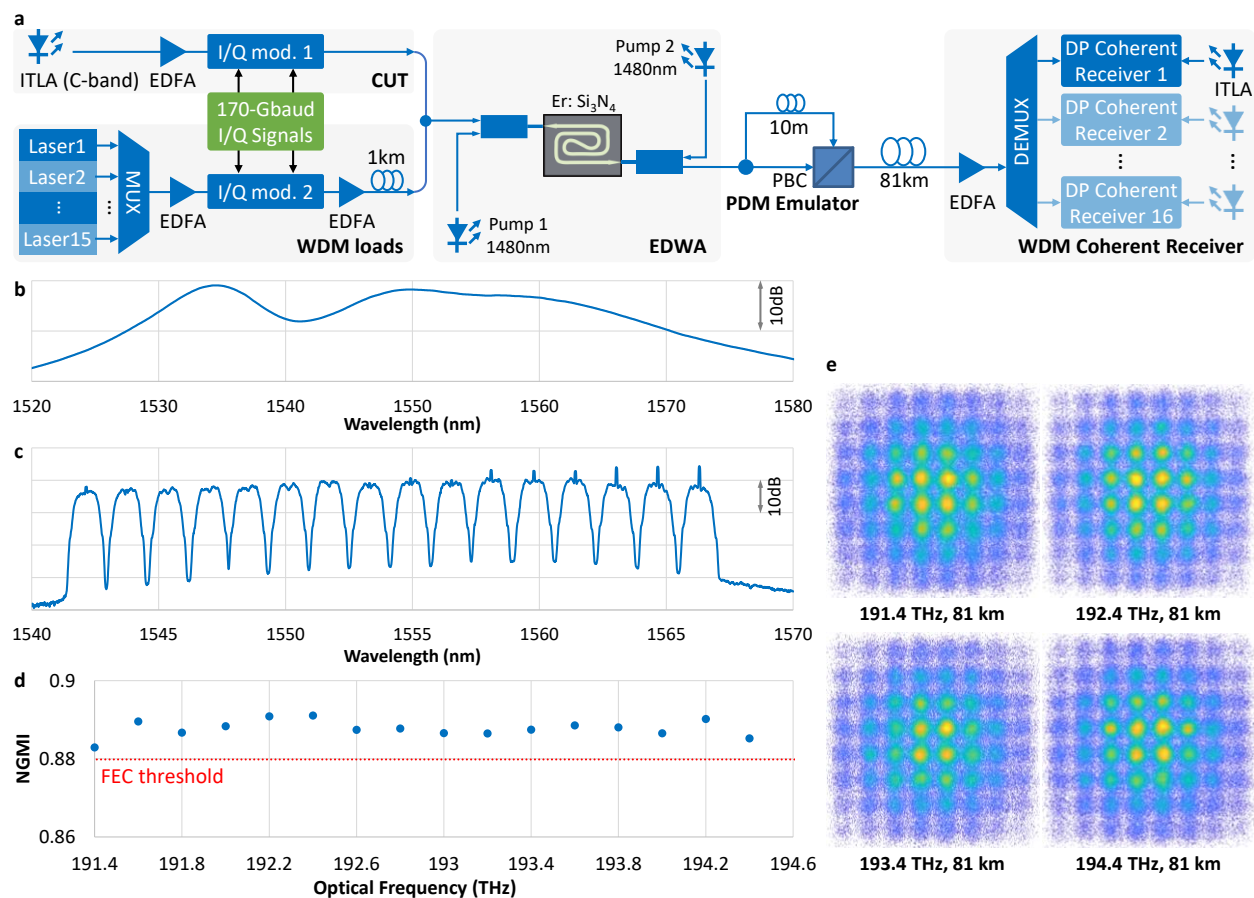 a
ITLA (C-band)
EDFA
I/Q mod. 1
CUT
170-Gbaud
I/Q Signals
Laser1
Laser2
⋮
Laser15
⋮
MUX
EDFA
I/Q mod. 2
EDFA
1km
WDM loads
Pump 1
1480nm
Er: Si₃N₄
Pump 2
1480nm
EDWA
10m
PBC
PDM Emulator
81km
EDFA
DEMUX
DP Coherent
Receiver 1
ITLA
DP Coherent
Receiver 2
⋮
⋮
DP Coherent
Receiver 16
WDM Coherent Receiver
b
10dB
1520
1530
1540
1550
1560
1570
1580
Wavelength (nm)
c
10dB
1540
1545
1550
1555
1560
1565
1570
Wavelength (nm)
d
NGMI
0.9
0.88
0.86
FEC threshold
191.4
191.8
192.2
192.6
193
193.4
193.8
194.2
194.6
Optical Frequency (THz)
e
191.4 THz, 81 km
192.4 THz, 81 km
193.4 THz, 81 km
194.4 THz, 81 km